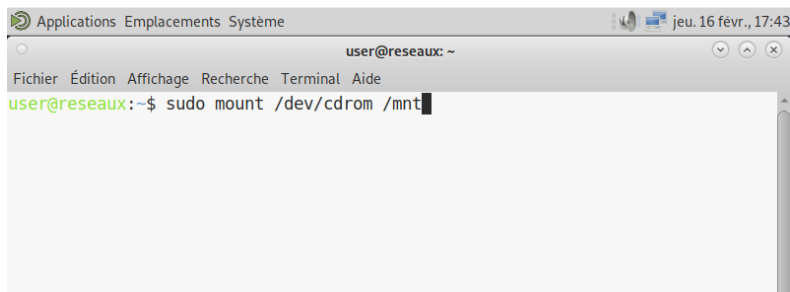 Applications Emplacements Système jeu. 16 févr., 17:43
user@reseaux: ~
Fichier Édition Affichage Recherche Terminal Aide
user@reseaux:~$ sudo mount /dev/cdrom /mnt